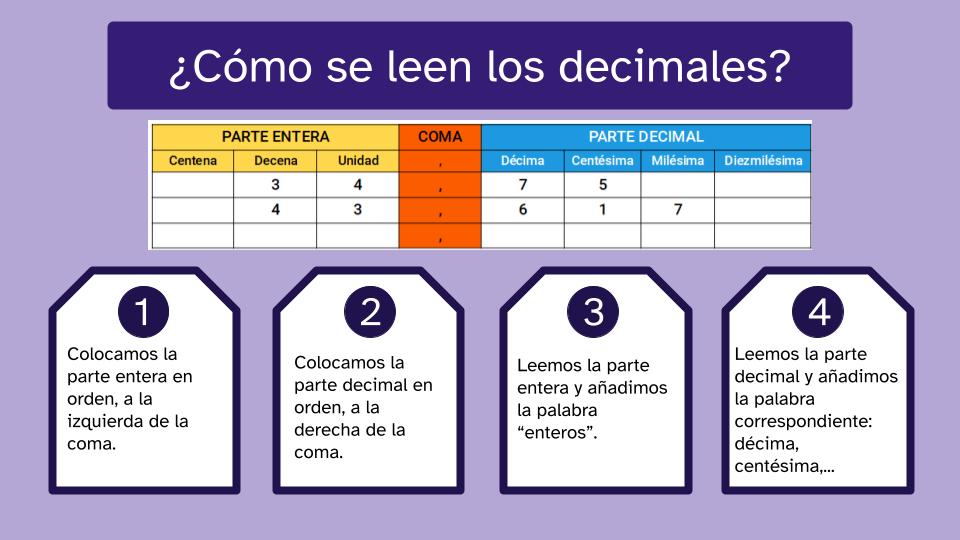 ¿Cómo se leen los decimales?
PARTE ENTERA COMA PARTE DECIMAL
Centena Decena Unidad , Décima Centésima Milésima Diezmilésima
3 4 , 7 5
4 3 , 6 1 7
,
1
Colocamos la
parte entera en
orden, a la
izquierda de la
coma.
2
Colocamos la
parte decimal en
orden, a la
derecha de la
coma.
3
Leemos la parte
entera y añadimos
la palabra
“enteros”.
4
Leemos la parte
decimal y añadimos
la palabra
correspondiente:
décima,
centésima,...